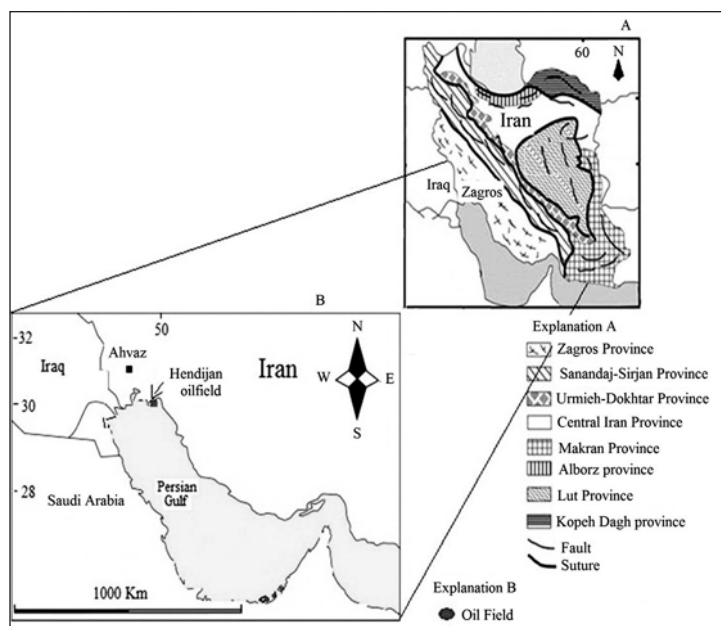 A
60
N
Iran
Iraq
Zagros
B
50
32
Ahvaz
N
Iraq
Hendijan
oilfield
Iran
W
E
30
S
28
Saudi Arabia
Persian
Gulf
1000 Km
Explanation A
Zagros Province
Sanandaj-Sirjan Province
Urmieh-Dokhtar Province
Central Iran Province
Makran Province
Alborz province
Lut Province
Kopeh Dagh province
Fault
Suture
Explanation B
Oil Field